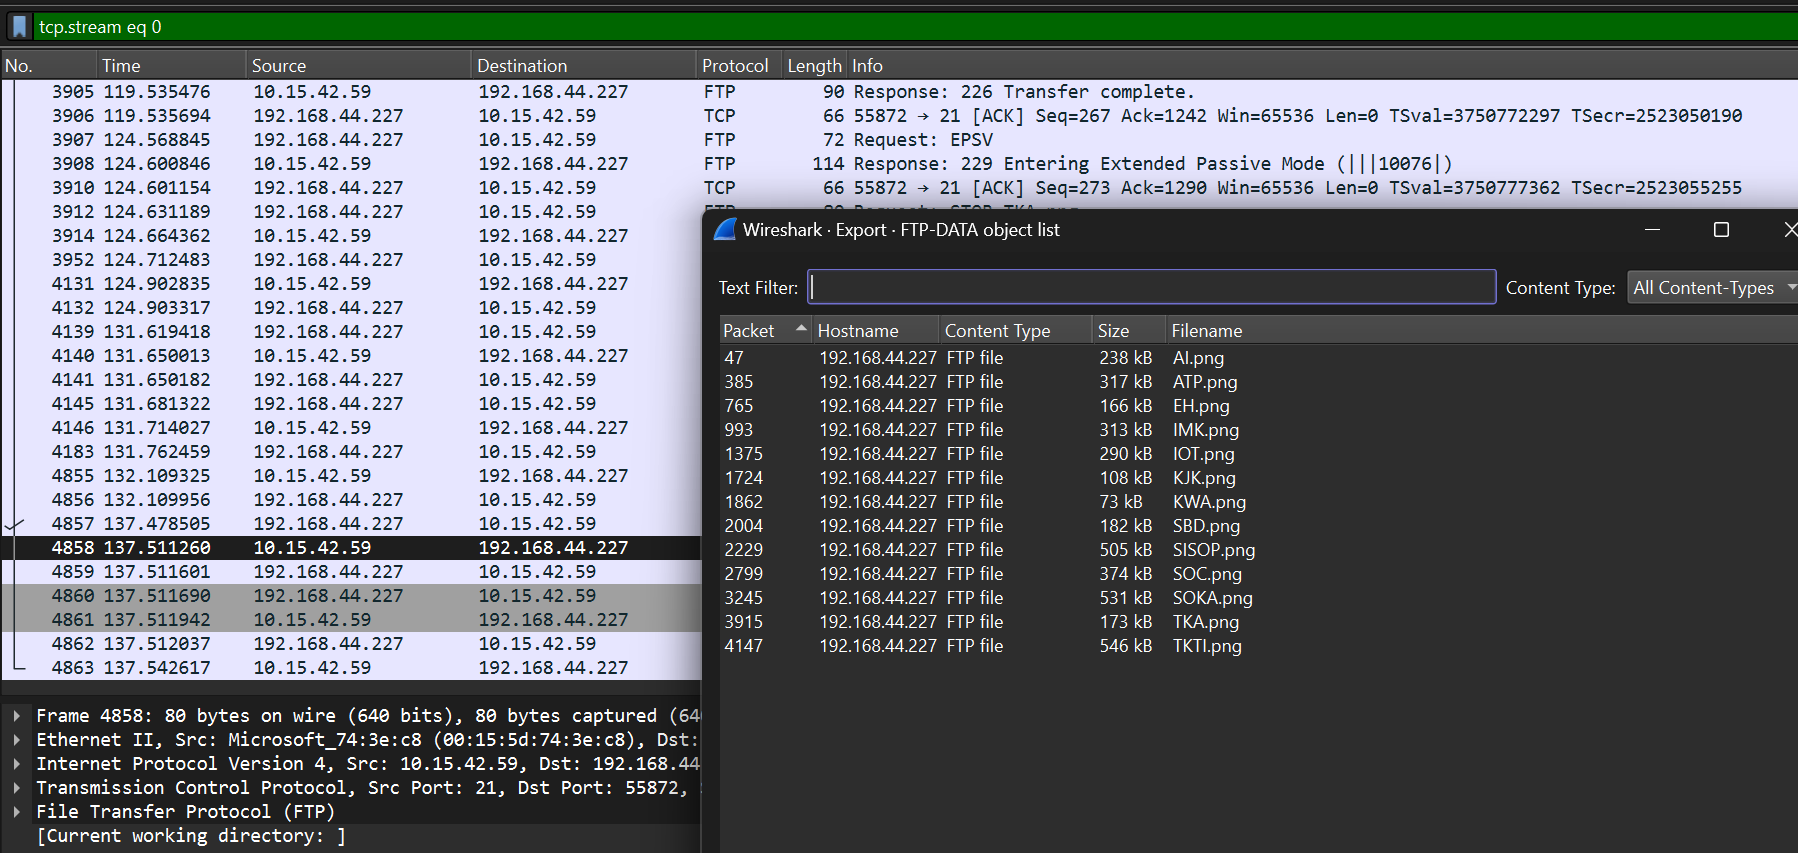 tcp.stream eq 0
No. Time Source Destination Protocol Length Info
3905 119.535476 10.15.42.59 192.168.44.227 FTP 90 Response: 226 Transfer complete.
3906 119.535694 192.168.44.227 10.15.42.59 TCP 66 55872 → 21 [ACK] Seq=267 Ack=1242 Win=65536 Len=0 TSval=3750772297 TSecr=2523050190
3907 124.568845 192.168.44.227 10.15.42.59 FTP 72 Request: EPSV
3908 124.600846 10.15.42.59 192.168.44.227 FTP 114 Response: 229 Entering Extended Passive Mode (|||10076|)
3910 124.601154 192.168.44.227 10.15.42.59 TCP 66 55872 → 21 [ACK] Seq=273 Ack=1290 Win=65536 Len=0 TSval=3750777362 TSecr=2523055255
3912 124.631189 192.168.44.227 10.15.42.59
3914 124.664362 10.15.42.59 192.168.44.227
3952 124.712483 192.168.44.227 10.15.42.59
4131 124.902835 10.15.42.59 192.168.44.227
4132 124.903317 192.168.44.227 10.15.42.59
4139 131.619418 192.168.44.227 10.15.42.59
4140 131.650013 10.15.42.59 192.168.44.227
4141 131.650182 192.168.44.227 10.15.42.59
4145 131.681322 192.168.44.227 10.15.42.59
4146 131.714027 10.15.42.59 192.168.44.227
4183 131.762459 192.168.44.227 10.15.42.59
4855 132.109325 10.15.42.59 192.168.44.227
4856 132.109956 192.168.44.227 10.15.42.59
4857 137.478505 192.168.44.227 10.15.42.59
4858 137.511260 10.15.42.59 192.168.44.227
4859 137.511601 192.168.44.227 10.15.42.59
4860 137.511690 192.168.44.227 10.15.42.59
4861 137.511942 10.15.42.59 192.168.44.227
4862 137.512037 192.168.44.227 10.15.42.59
4863 137.542617 10.15.42.59 192.168.44.227
Frame 4858: 80 bytes on wire (640 bits), 80 bytes captured (64
Ethernet II, Src: Microsoft_74:3e:c8 (00:15:5d:74:3e:c8), Dst:
Internet Protocol Version 4, Src: 10.15.42.59, Dst: 192.168.44
Transmission Control Protocol, Src Port: 21, Dst Port: 55872,
File Transfer Protocol (FTP)
[Current working directory: ]
Wireshark · Export · FTP-DATA object list
Text Filter: Content Type: All Content-Types
Packet Hostname Content Type Size Filename
47 192.168.44.227 FTP file 238 kB AI.png
385 192.168.44.227 FTP file 317 kB ATP.png
765 192.168.44.227 FTP file 166 kB EH.png
993 192.168.44.227 FTP file 313 kB IMK.png
1375 192.168.44.227 FTP file 290 kB IOT.png
1724 192.168.44.227 FTP file 108 kB KJK.png
1862 192.168.44.227 FTP file 73 kB KWA.png
2004 192.168.44.227 FTP file 182 kB SBD.png
2229 192.168.44.227 FTP file 505 kB SISOP.png
2799 192.168.44.227 FTP file 374 kB SOC.png
3245 192.168.44.227 FTP file 531 kB SOKA.png
3915 192.168.44.227 FTP file 173 kB TKA.png
4147 192.168.44.227 FTP file 546 kB TKTI.png